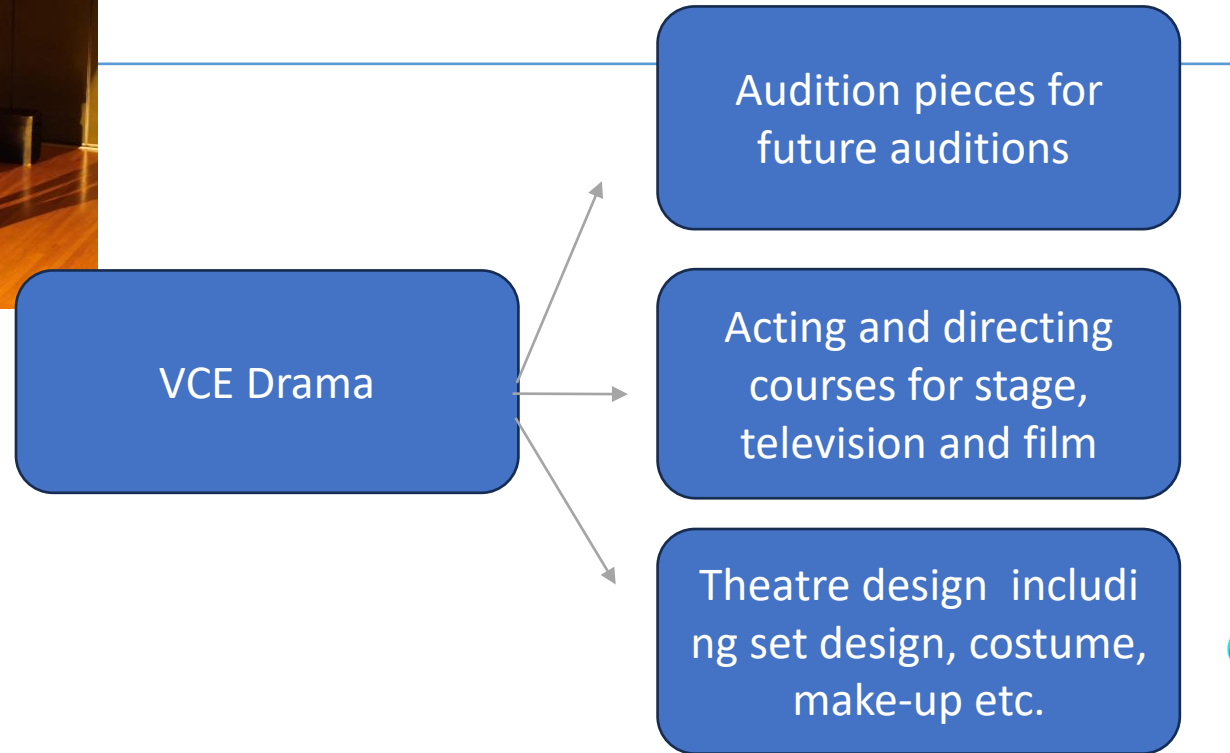 Audition pieces for
future auditions
VCE Drama
Acting and directing
courses for stage,
television and film
Theatre design  includi
ng set design, costume,
make-up etc.